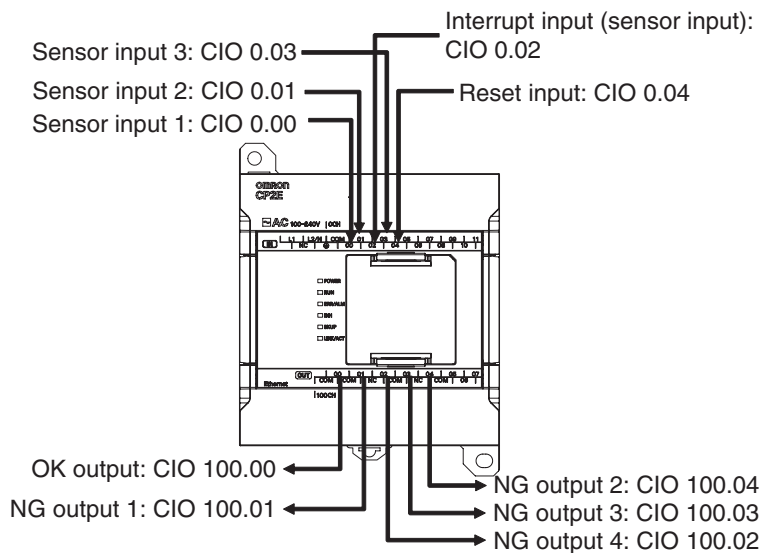 Interrupt input (sensor input):
CIO 0.02
Sensor input 3: CIO 0.03
Sensor input 2: CIO 0.01
Reset input: CIO 0.04
Sensor input 1: CIO 0.00
OMRON
CP2E
AC 100-240V 0CH
L1 L2/N COM 01 03 05 07 09 11
IN NC 00 02 04 06 08 10
POWER
RUN
ERR/ALM
INH
BKUP
LINK/ACT
OUT 00 01 02 03 04 05 07
Ethernet COM COM NC COM NC COM 06
100CH
OK output: CIO 100.00
NG output 2: CIO 100.04
NG output 1: CIO 100.01
NG output 3: CIO 100.03
NG output 4: CIO 100.02